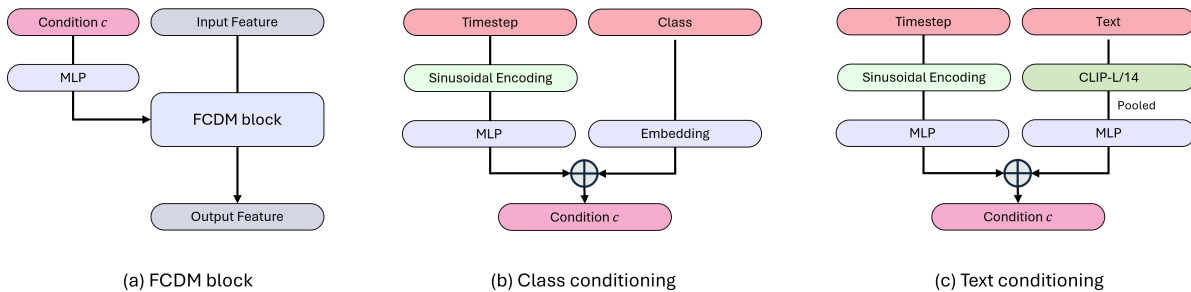 Condition c
Input Feature
MLP
FCDM block
Output Feature
(a) FCDM block
Timestep
Class
Sinusoidal Encoding
MLP
Embedding
Condition c
(b) Class conditioning
Timestep
Text
Sinusoidal Encoding
CLIP-L/14
Pooled
MLP
MLP
Condition c
(c) Text conditioning